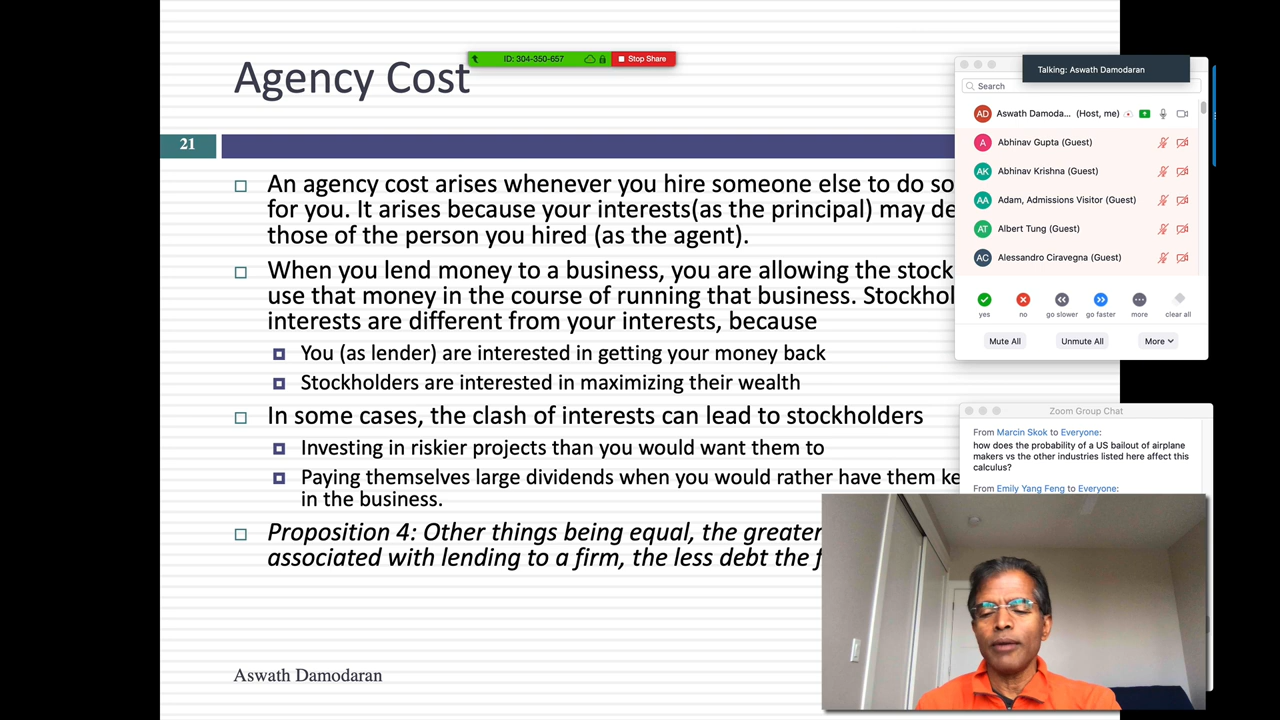 ID: 304-350-657
Stop Share
Agency Cost
21
An agency cost arises whenever you hire someone else to do so
for you. It arises because your interests(as the principal) may de
those of the person you hired (as the agent).
When you lend money to a business, you are allowing the stock
use that money in the course of running that business. Stockhol
interests are different from your interests, because
You (as lender) are interested in getting your money back
Stockholders are interested in maximizing their wealth
In some cases, the clash of interests can lead to stockholders
Investing in riskier projects than you would want them to
Paying themselves large dividends when you would rather have them ke
in the business.
Proposition 4: Other things being equal, the greater
associated with lending to a firm, the less debt the f
Aswath Damodaran
Talking: Aswath Damodaran
Search
AD Aswath Damoda... (Host, me)
A Abhinav Gupta (Guest)
AK Abhinav Krishna (Guest)
AA Adam, Admissions Visitor (Guest)
AT Albert Tung (Guest)
AC Alessandro Ciravegna (Guest)
yes no go slower go faster more clear all
Mute All Unmute All More
Zoom Group Chat
From Marcin Skok to Everyone:
how does the probability of a US bailout of airplane
makers vs the other industries listed here affect this
calculus?
From Emily Yang Feng to Everyone: